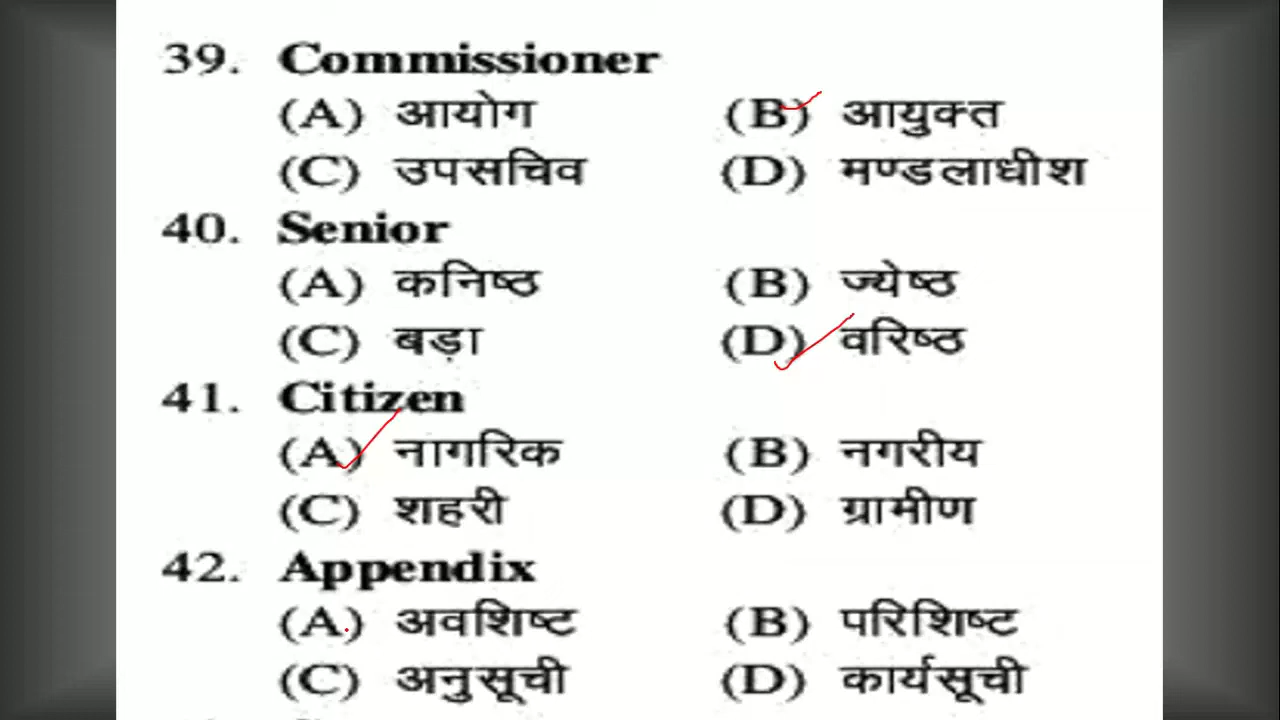 39. Commissioner
(A) आयोग (B) आयुक्त
(C) उपसचिव (D) मण्डलाधीश
40. Senior
(A) कनिष्ठ (B) ज्येष्ठ
(C) बड़ा (D) वरिष्ठ
41. Citizen
(A) नागरिक (B) नगरीय
(C) शहरी (D) ग्रामीण
42. Appendix
(A) अवशिष्ट (B) परिशिष्ट
(C) अनुसूची (D) कार्यसूची